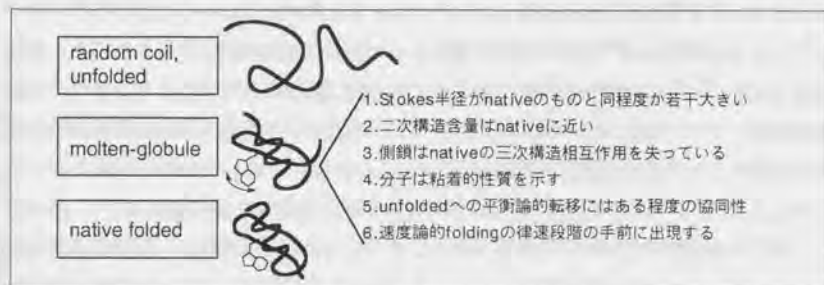 random coil,
unfolded
molten-globule
native folded
1.Stokes半径がnativeのものと同程度か若干大きい
2.二次構造含量はnativeに近い
3.側鎖はnativeの三次構造相互作用を失っている
4.分子は粘着的性質を示す
5.unfoldedへの平衡論的転移にはある程度の協同性
6.速度論的foldingの律速段階の手前に出現する